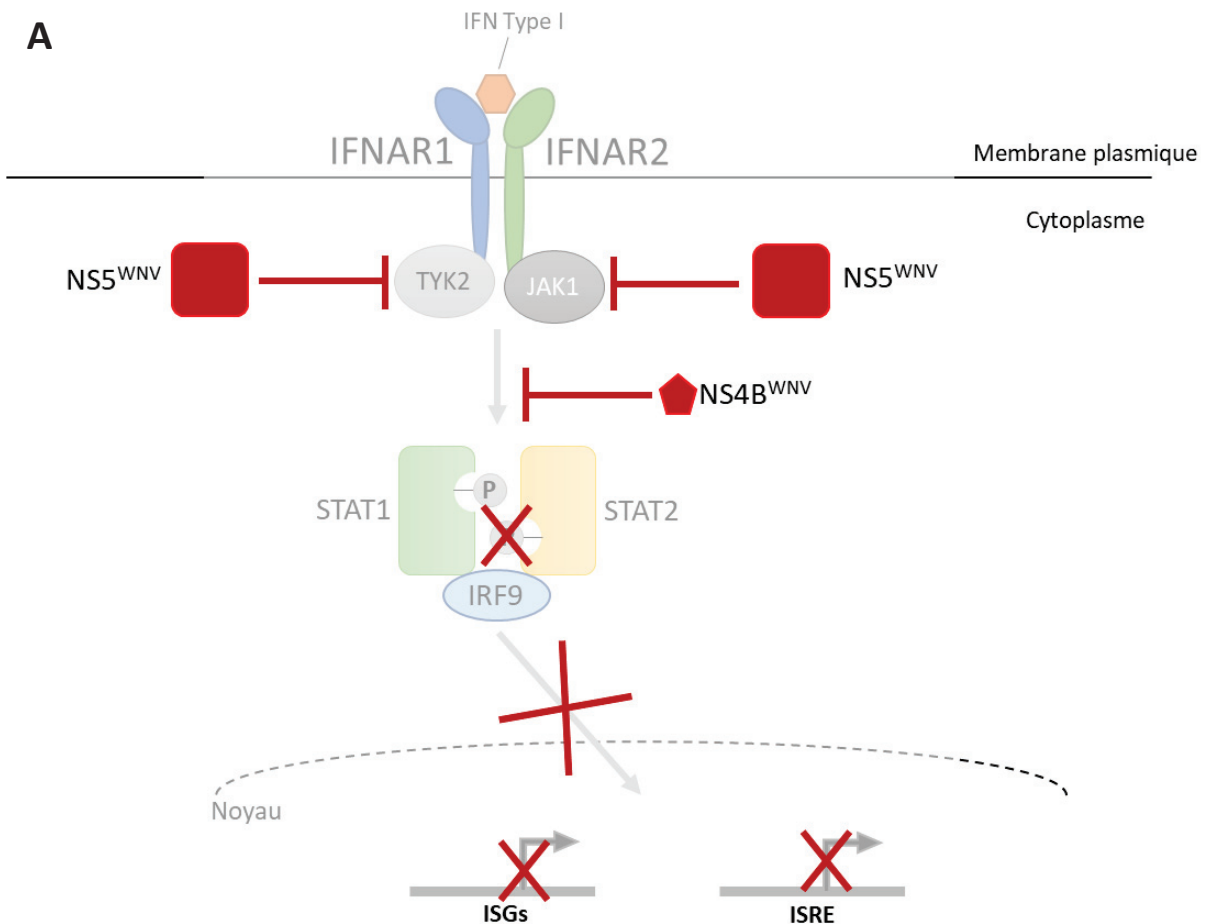 A
IFN Type I
IFNAR1
IFNAR2
Membrane plasmique
Cytoplasme
NS5WNV
TYK2
JAK1
NS5WNV
NS4BWNV
P
STAT1
STAT2
IRF9
Noyau
ISGs
ISRE